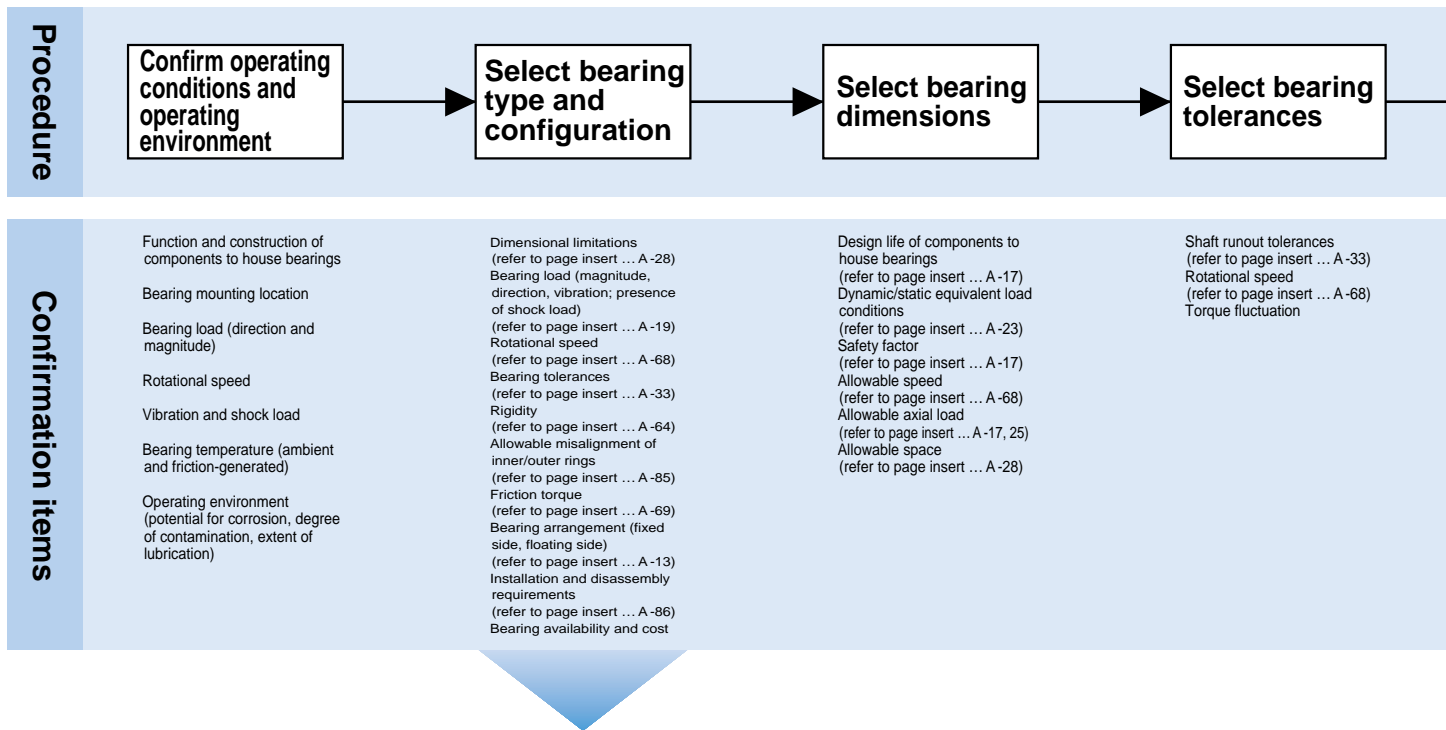 Procedure
Confirm operating
conditions and
operating
environment
Select bearing
type and
configuration
Select bearing
dimensions
Select bearing
tolerances
Confirmation items
Function and construction of
components to house bearings
Bearing mounting location
Bearing load (direction and
magnitude)
Rotational speed
Vibration and shock load
Bearing temperature (ambient
and friction-generated)
Operating environment
(potential for corrosion, degree
of contamination, extent of
lubrication)
Dimensional limitations
(refer to page insert … A-28)
Bearing load (magnitude,
direction, vibration; presence
of shock load)
(refer to page insert … A-19)
Rotational speed
(refer to page insert … A-68)
Bearing tolerances
(refer to page insert … A-33)
Rigidity
(refer to page insert … A-64)
Allowable misalignment of
inner/outer rings
(refer to page insert … A-85)
Friction torque
(refer to page insert … A-69)
Bearing arrangement (fixed
side, floating side)
(refer to page insert … A-13)
Installation and disassembly
requirements
(refer to page insert … A-86)
Bearing availability and cost
Design life of components to
house bearings
(refer to page insert … A-17)
Dynamic/static equivalent load
conditions
(refer to page insert … A-23)
Safety factor
(refer to page insert … A-17)
Allowable speed
(refer to page insert … A-68)
Allowable axial load
(refer to page insert … A-17, 25)
Allowable space
(refer to page insert … A-28)
Shaft runout tolerances
(refer to page insert … A-33)
Rotational speed
(refer to page insert … A-68)
Torque fluctuation